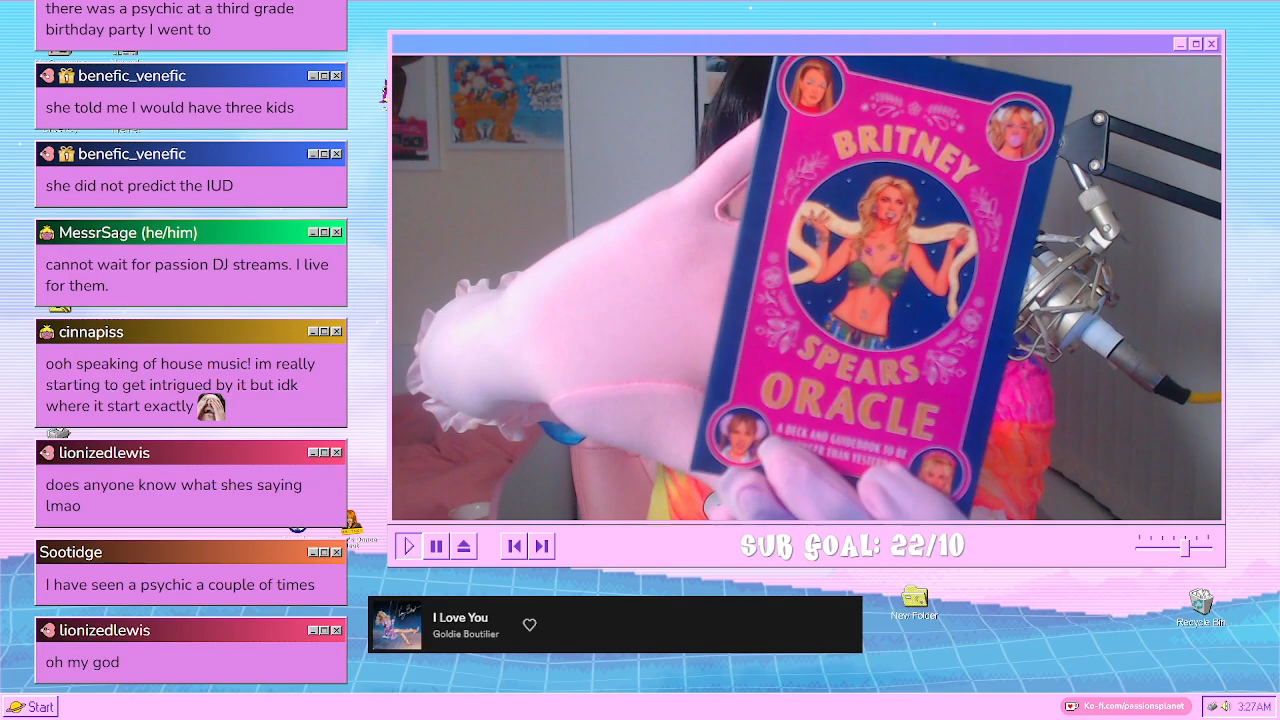 there was a psychic at a third grade
birthday party I went to
benefic_venefic
she told me I would have three kids
benefic_venefic
she did not predict the IUD
MessrSage (he/him)
cannot wait for passion DJ streams. I live
for them.
cinnapiss
ooh speaking of house music! im really
starting to get intrigued by it but idk
where it start exactly
lionizedlewis
does anyone know what shes saying
lmao
Sootidge
I have seen a psychic a couple of times
lionizedlewis
oh my god
BRITNEY
SPEARS
ORACLE
A DECK AND GUIDEBOOK TO BE
THAN
SUB GOAL: 22/10
I Love You
Goldie Boutilier
New Folder
Recycle Bin
Start
Ko-fi.com/passionsplanet
3:27AM